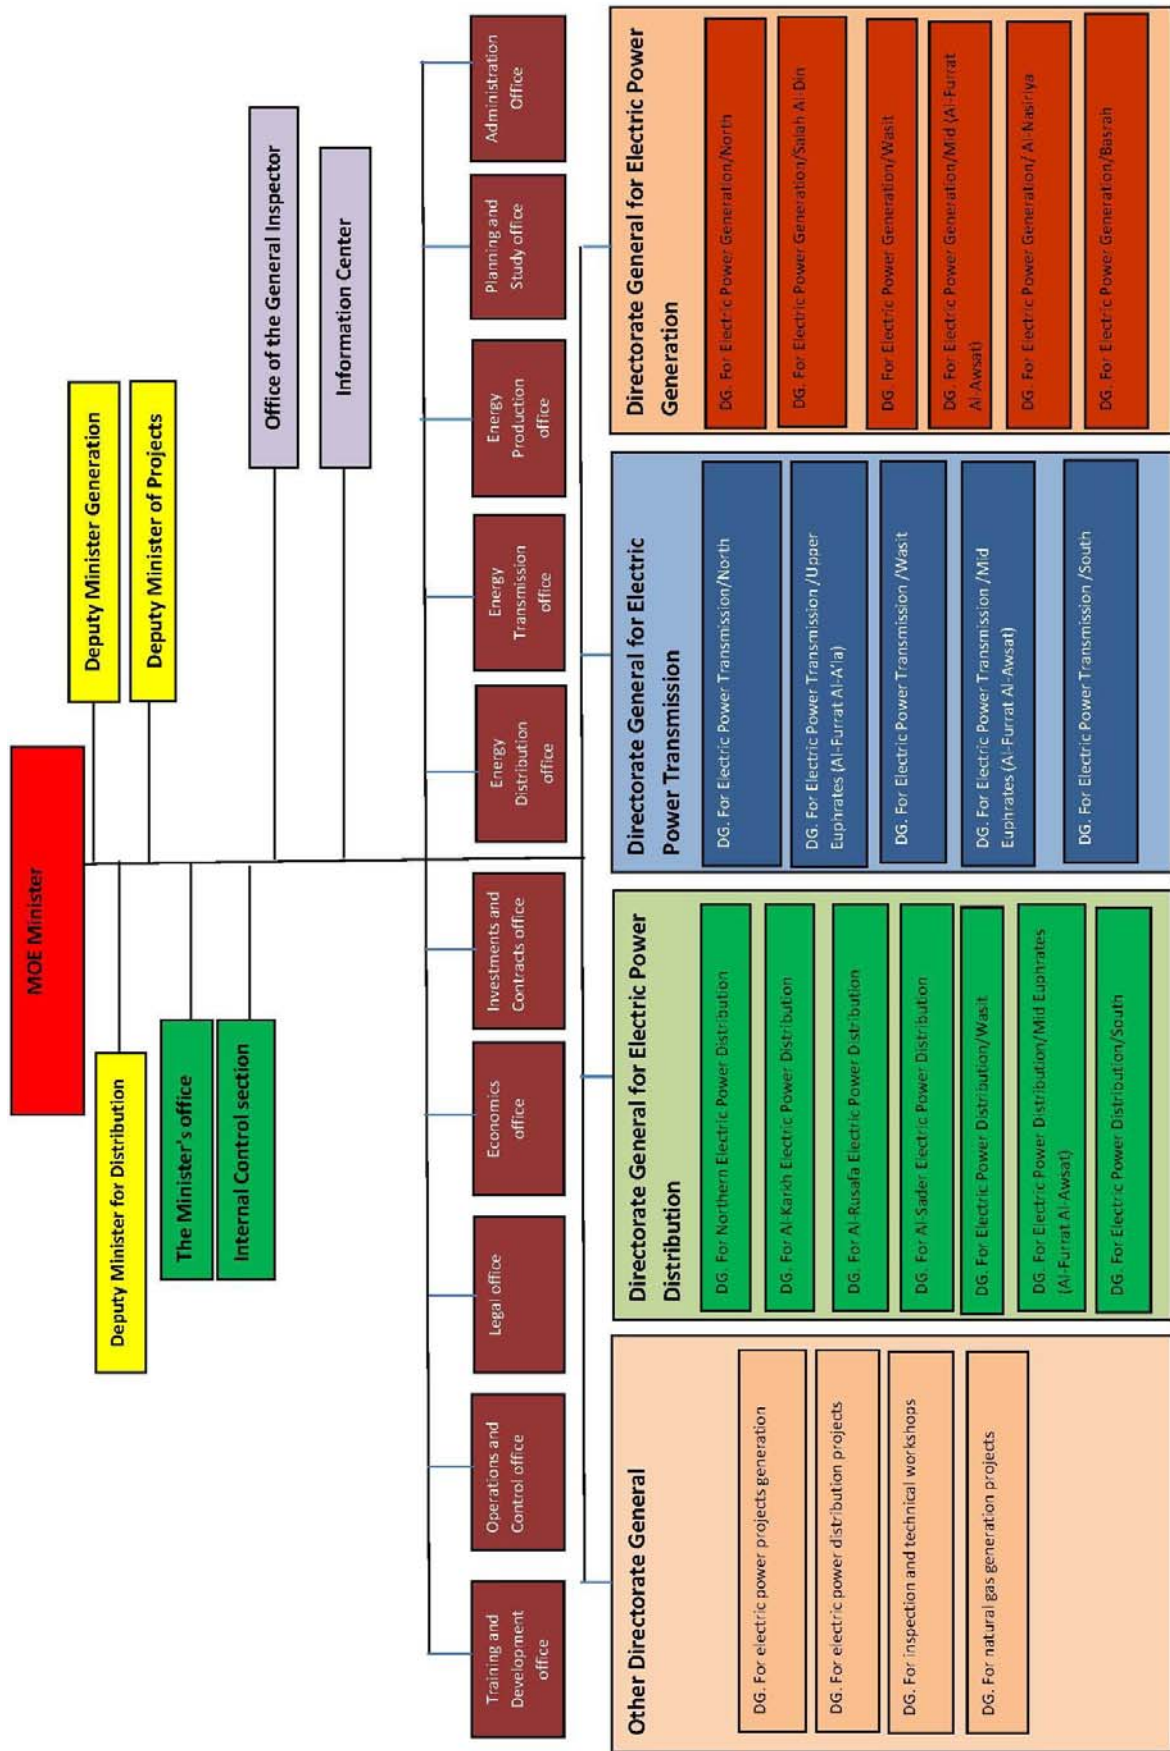 MOE Minister
Deputy Minister Generation
Deputy Minister for Distribution
Deputy Minister of Projects
The Minister's office
Internal Control section
Office of the General Inspector
Information Center
Training and
Development
office
Operations and
Control office
Legal office
Economics
office
Investments and
Contracts office
Energy
Distribution
office
Energy
Transmission
office
Energy
Production
office
Planning and
Study office
Administration
Office
Other Directorate General
DG. For electric power projects generation
DG. For electric power distribution projects
DG. For inspection and technical workshops
DG. For natural gas generation projects
Directorate General for Electric Power
Distribution
DG. For Northern Electric Power Distribution
DG. For Al-Karkh Electric Power Distribution
DG. For Al-Rusafa Electric Power Distribution
DG. For Al-Sader Electric Power Distribution
DG. For Electric Power Distribution/Wasit
DG. For Electric Power Distribution/Mid Euphrates
(Al-Furrat Al-Awsat)
DG. For Electric Power Distribution/South
Directorate General for Electric
Power Transmission
DG. For Electric Power Transmission/North
DG. For Electric Power Transmission /Upper
Euphrates (Al-Furrat Al-A'la)
DG. For Electric Power Transmission /Wasit
DG. For Electric Power Transmission /Mid
Euphrates (Al-Furrat Al-Awsat)
DG. For Electric Power Transmission /South
Directorate General for Electric Power
Generation
DG. For Electric Power Generation/North
DG. For Electric Power Generation/Salah Al-Din
DG. For Electric Power Generation/Wasit
DG. For Electric Power Generation/Mid (Al-Furrat
Al-Awsat)
DG. For Electric Power Generation/ Al-Nasiriya
DG. For Electric Power Generation/Basrah